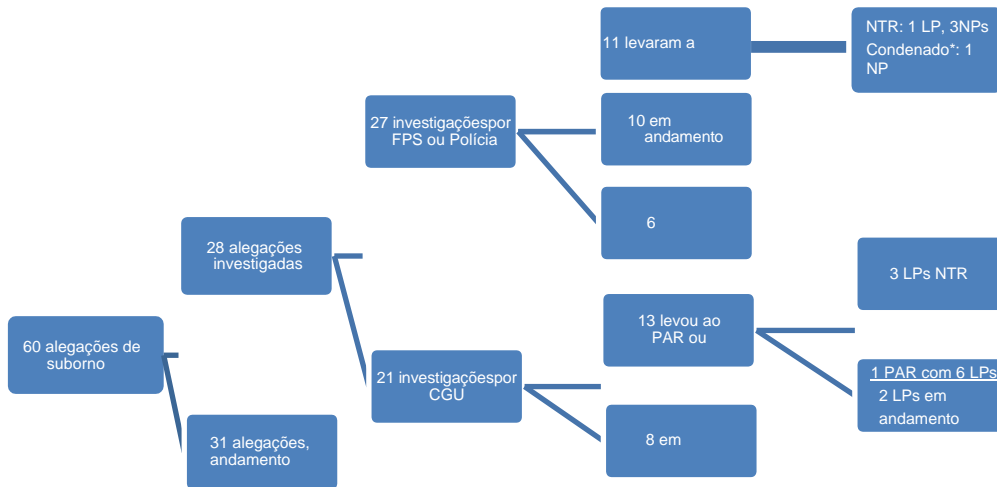 60 alegações de
suborno
28 alegações
investigadas
31 alegações,
andamento
27 investigaçõespor
FPS ou Polícia
21 investigaçõespor
CGU
11 levaram a
10 em
andamento
6
13 levou ao
PAR ou
8 em
NTR: 1 LP, 3NPs
Condenado*: 1
NP
3 LPs NTR
1 PAR com 6 LPs
2 LPs em
andamento